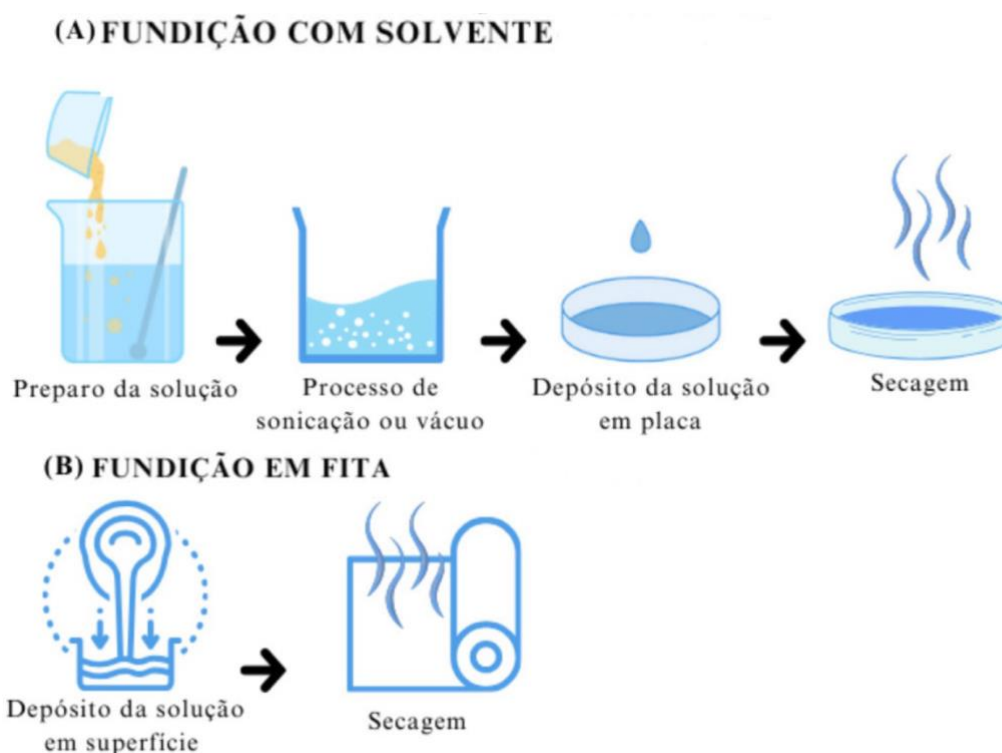 (A) FUNDIÇÃO COM SOLVENTE
Preparo da solução
Processo de
sonicação ou vácuo
Depósito da solução
em placa
Secagem
(B) FUNDIÇÃO EM FITA
Depósito da solução
em superfície
Secagem